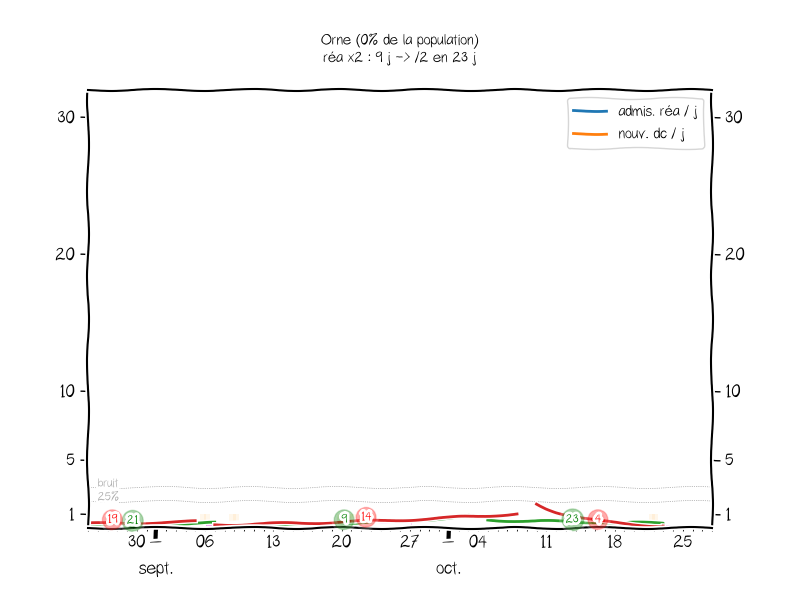 Orne (0% de la population)
réa x2 : 9 j -> /2 en 23 j
admis. réa / j
nouv. dc / j
30 30
20 20
10 10
5 5
bruit
25%
1 1
19 21 9 14 23 4
30 06 13 20 27 04 11 18 25
sept. oct.